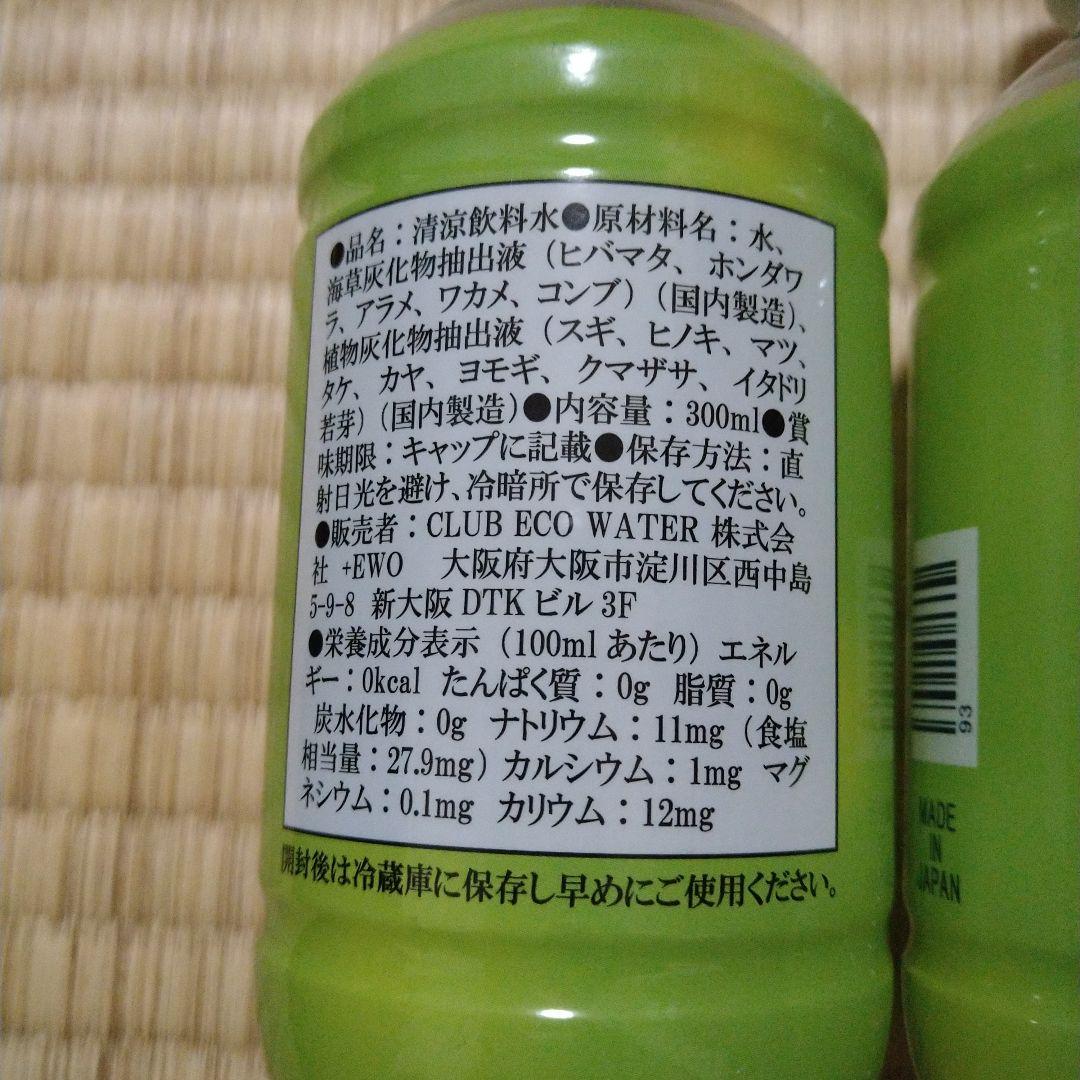 ●品名：清涼飲料水●原材料名：水、
海草灰化物抽出液（ヒバマタ、ホンダワ
ラ、アラメ、ワカメ、コンブ）（国内製造）、
植物灰化物抽出液（スギ、ヒノキ、マツ、
タケ、カヤ、ヨモギ、クマザサ、イタドリ
若芽）（国内製造）●内容量：300ml●賞
味期限：キャップに記載●保存方法：直
射日光を避け、冷暗所で保存してください。
●販売者：CLUB ECO WATER 株式会
社 +EWO 大阪府大阪市淀川区西中島
5-9-8 新大阪 DTK ビル 3F
●栄養成分表示（100ml あたり）エネル
ギー：0kcal たんぱく質：0g 脂質：0g
炭水化物：0g ナトリウム：11mg（食塩
相当量：27.9mg）カルシウム：1mg マグ
ネシウム：0.1mg カリウム：12mg
開封後は冷蔵庫に保存し早めにご使用ください。
93
MADE
IN
JAPAN